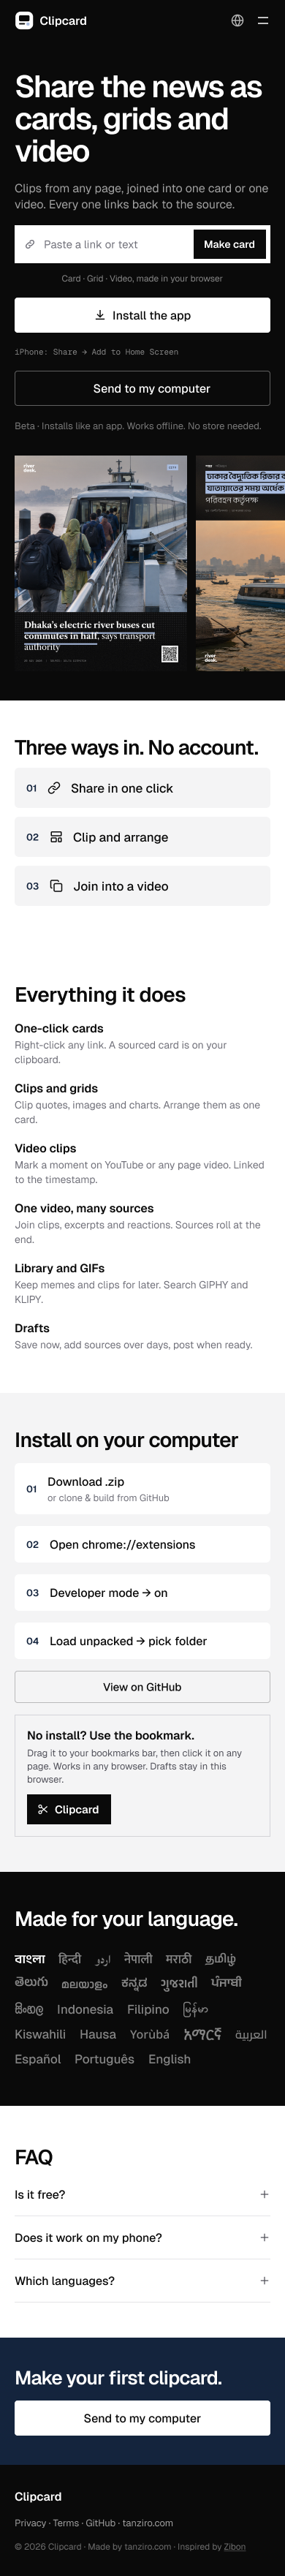 Clipcard
Share the news as
cards, grids and
video
Clips from any page, joined into one card or one
video. Every one links back to the source.
Paste a link or text
Make card
Card · Grid · Video, made in your browser
Install the app
iPhone: Share → Add to Home Screen
Send to my computer
Beta · Installs like an app. Works offline. No store needed.
river
desk.
Dhaka's electric river buses cut
commutes in half, says transport
authority
ঢাকার বৈদ্যুতিক রিভার
যাতায়াতের সময় অর্ধেক
পরিবহন কর্তৃপক্ষ
river
desk.
Three ways in. No account.
01 Share in one click
02 Clip and arrange
03 Join into a video
Everything it does
One-click cards
Right-click any link. A sourced card is on your
clipboard.
Clips and grids
Clip quotes, images and charts. Arrange them as one
card.
Video clips
Mark a moment on YouTube or any page video. Linked
to the timestamp.
One video, many sources
Join clips, excerpts and reactions. Sources roll at the
end.
Library and GIFs
Keep memes and clips for later. Search GIPHY and
KLIPY.
Drafts
Save now, add sources over days, post when ready.
Install on your computer
01 Download .zip
or clone & build from GitHub
02 Open chrome://extensions
03 Developer mode → on
04 Load unpacked → pick folder
View on GitHub
No install? Use the bookmark.
Drag it to your bookmarks bar, then click it on any
page. Works in any browser. Drafts stay in this
browser.
Clipcard
Made for your language.
বাংলা हिन्दी اردو नेपाली मराठी தமிழ்
తెలుగు മലയാളം ಕನ್ನಡ ગુજરાતી ਪੰਜਾਬੀ
සිංහල Indonesia Filipino မြန်မာ
Kiswahili Hausa Yorùbá አማርኛ العربية
Español Português English
FAQ
Is it free?
Does it work on my phone?
Which languages?
Make your first clipcard.
Send to my computer
Clipcard
Privacy · Terms · GitHub · tanziro.com
© 2026 Clipcard · Made by tanziro.com · Inspired by Zibon